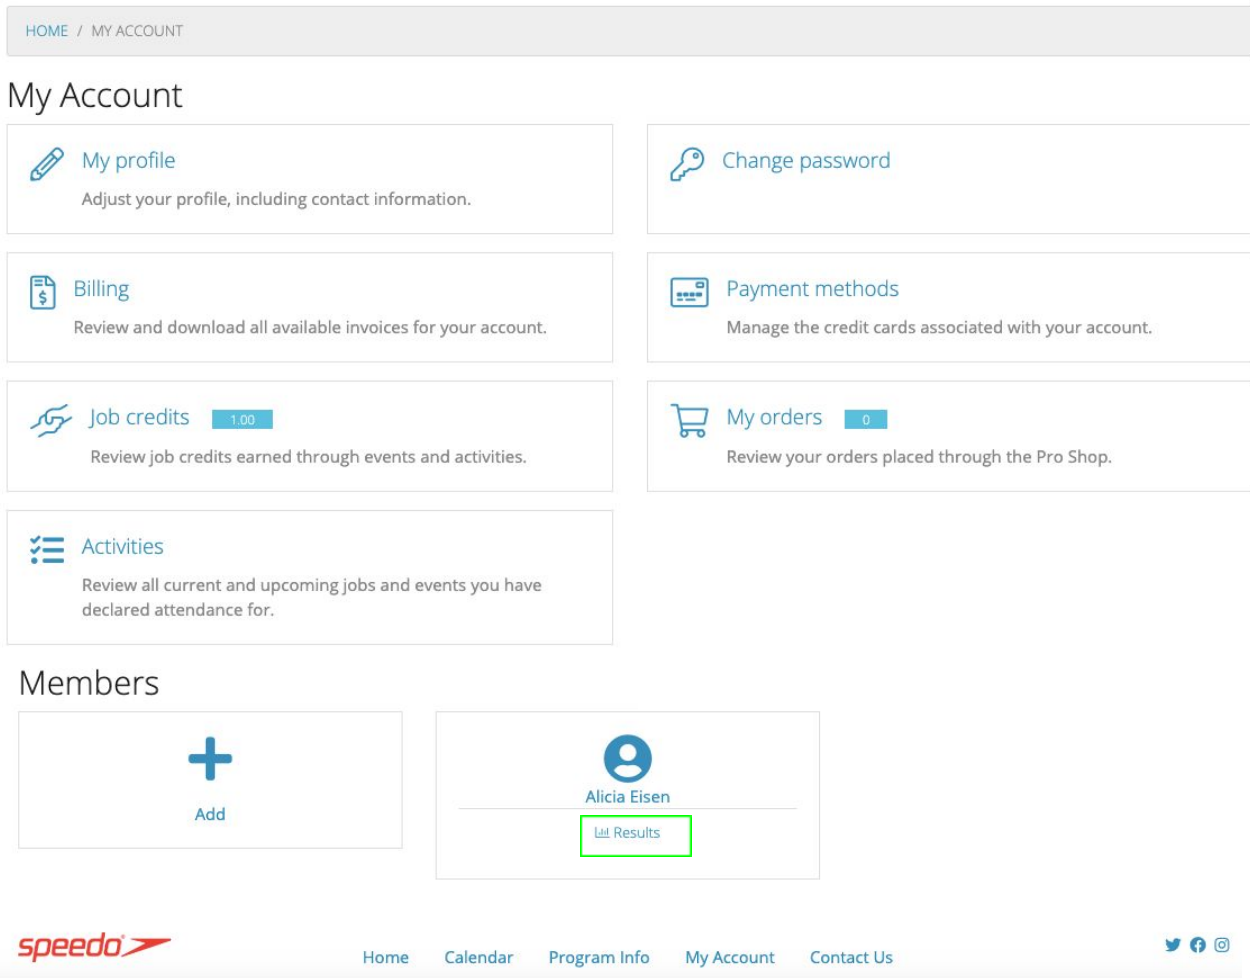 HOME / MY ACCOUNT
My Account
My profile
Adjust your profile, including contact information.
Change password
Billing
Review and download all available invoices for your account.
Payment methods
Manage the credit cards associated with your account.
Job credits 1.00
Review job credits earned through events and activities.
My orders 0
Review your orders placed through the Pro Shop.
Activities
Review all current and upcoming jobs and events you have
declared attendance for.
Members
Add
Alicia Eisen
Results
speedo
Home Calendar Program Info My Account Contact Us